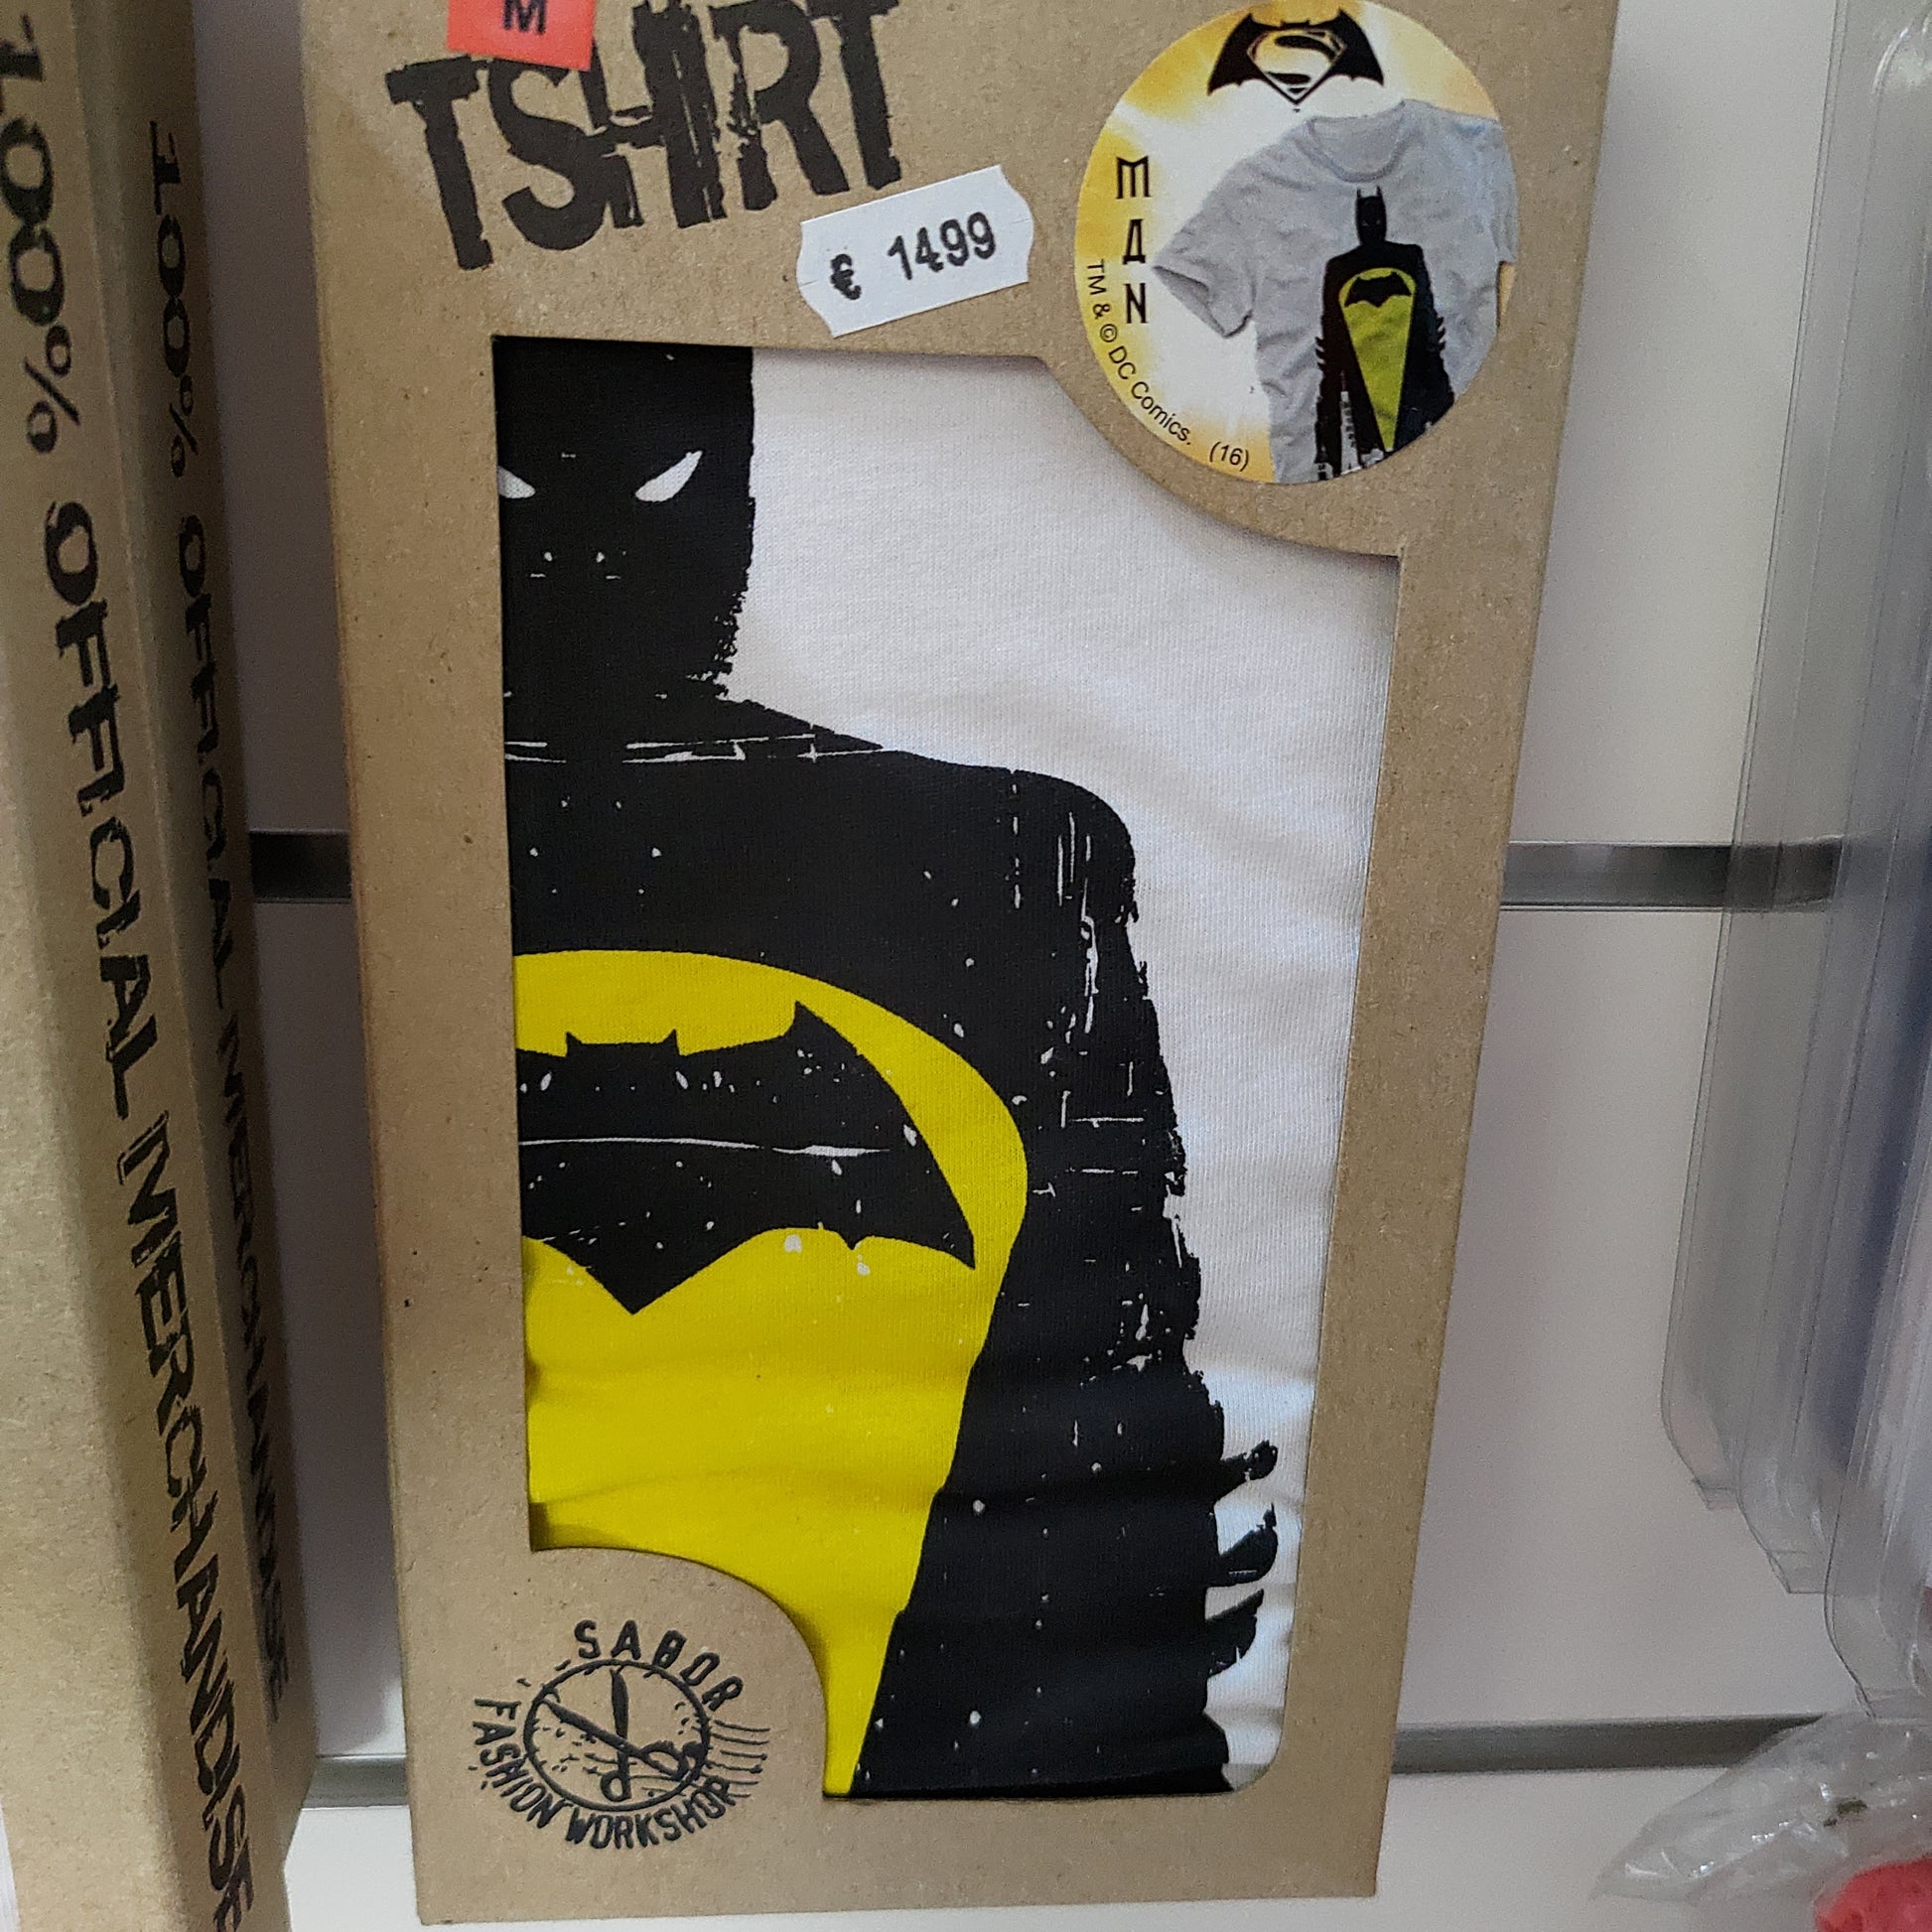 M
TSHIRT
€ 1499
MAN
TM & © DC Comics. (16)
SABOR
FASHION WORKSHOP
100% OFFICIAL MERCHANDISE
100% OFFICIAL MERCHANDISE